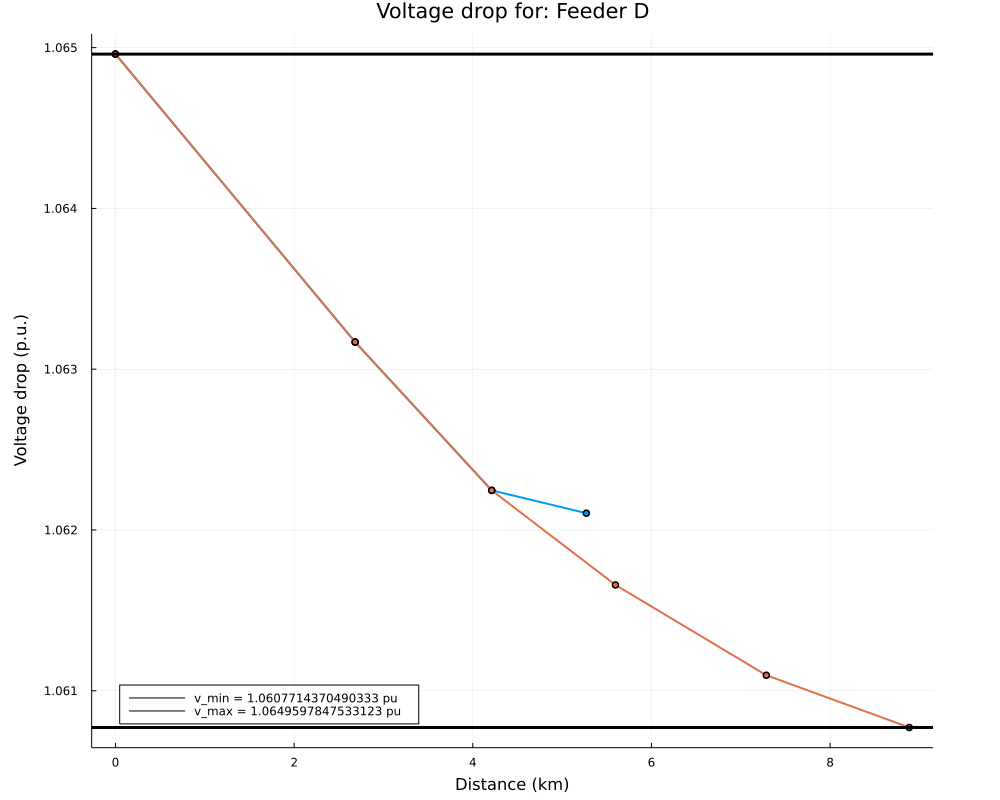 Voltage drop for: Feeder D
Voltage drop (p.u.)
1.065
1.064
1.063
1.062
1.061
v_min = 1.0607714370490333 pu
v_max = 1.0649597847533123 pu
0 2 4 6 8
Distance (km)